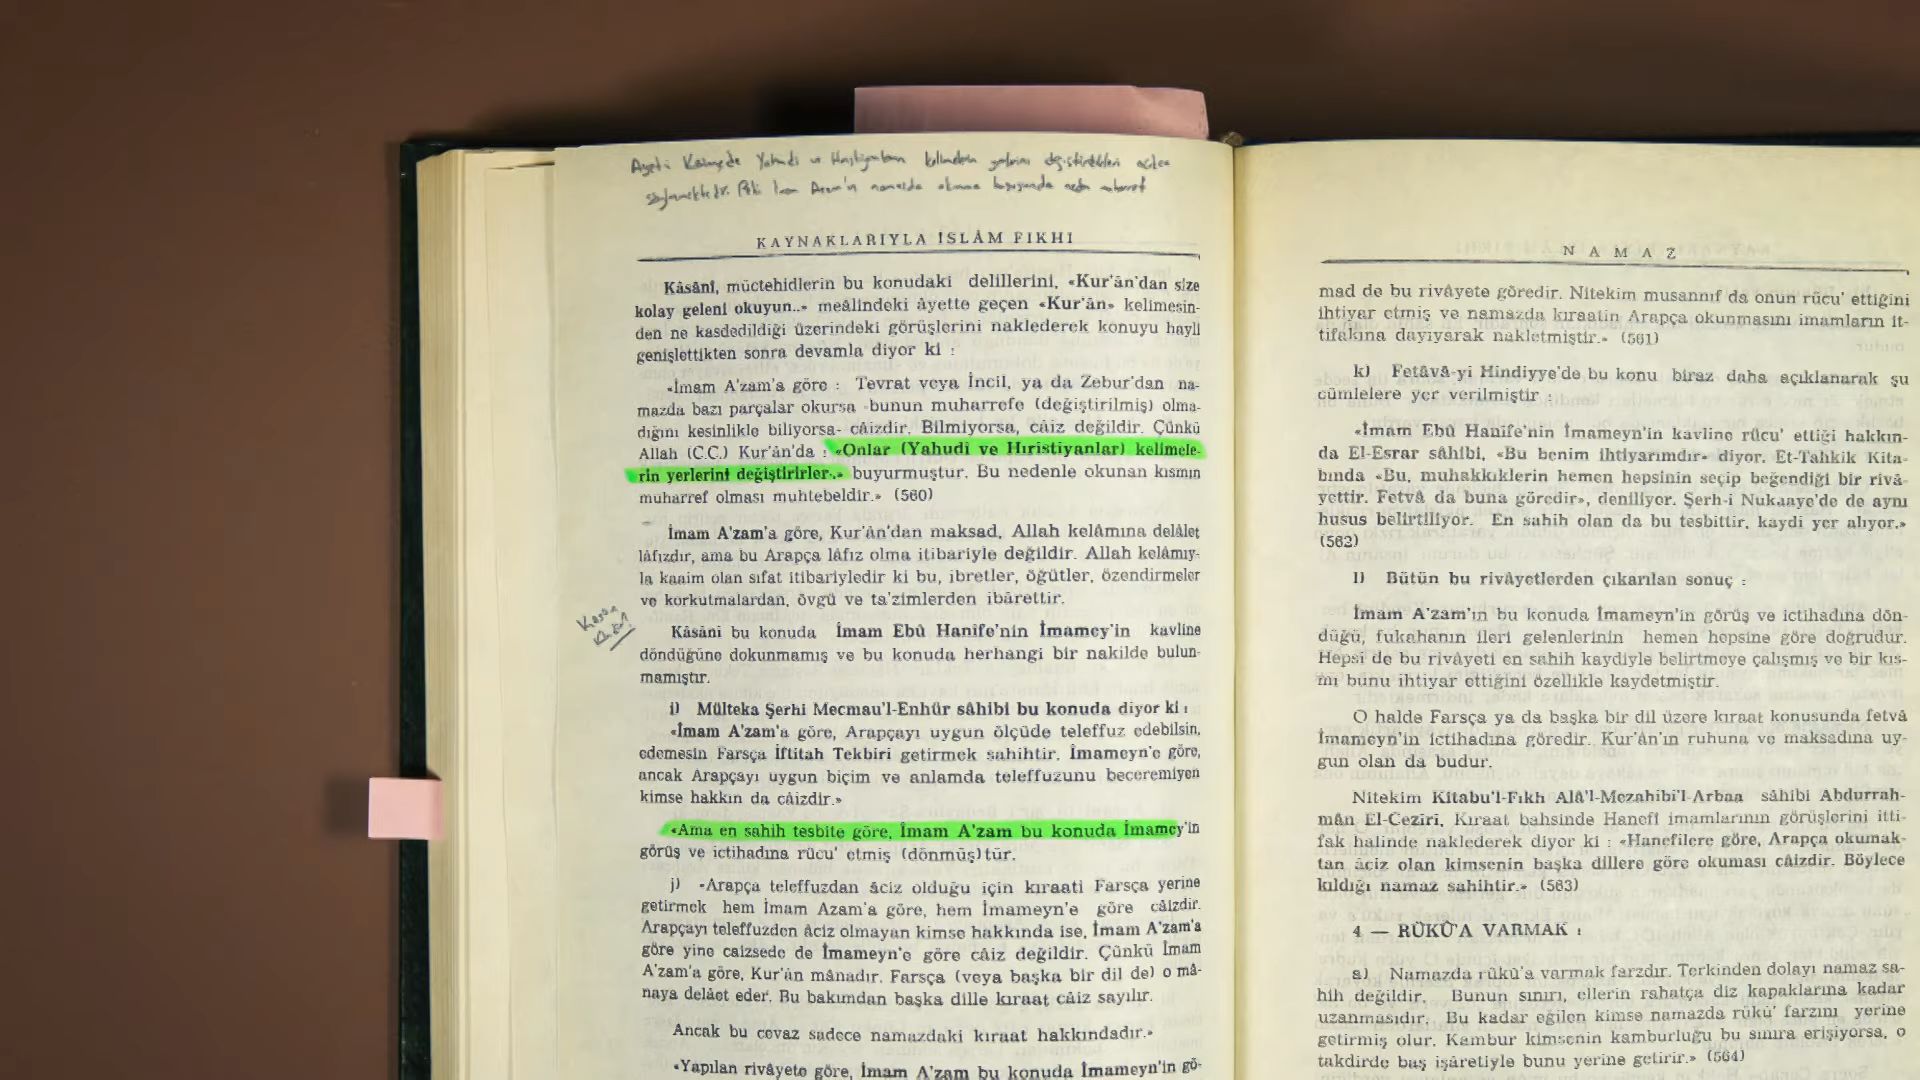 Ayet-i Kerimede Yahudi ve Hristiyanların kelimelerin yerlerini değiştirdikleri açıkca
söylenmektedir. Peki İmam Azam'ın namazda okuma
KAYNAKLARIYLA İSLÂM FIKHI
Kâsânî, müctehidlerin bu konudaki delillerini, «Kur'ân'dan size
kolay geleni okuyun..» meâlindeki âyette geçen «Kur'ân» kelimesin-
den ne kasdedildiği üzerindeki görüşlerini naklederek konuyu hayli
genişlettikten sonra devamla diyor ki :
«İmam A'zam'a göre : Tevrat veya İncil, ya da Zebur'dan na-
mazda bazı parçalar okursa -bunun muharrefe (değiştirilmiş) olma-
dığını kesinlikle biliyorsa- câizdir. Bilmiyorsa, câiz değildir. Çünkü
Allah (C.C.) Kur'ân'da : «Onlar (Yahudi ve Hıristiyanlar) kelimele-
rin yerlerini değiştirirler..» buyurmuştur. Bu nedenle okunan kısmın
muharref olması muhtebeldir.» (560)
İmam A'zam'a göre, Kur'ân'dan maksad, Allah kelâmına delâlet
lâfızdır, ama bu Arapça lâfız olma itibariyle değildir. Allah kelâmıy-
la kaaim olan sıfat itibariyledir ki bu, ibretler, öğütler, özendirmeler
ve korkutmalardan, övgü ve ta'zimlerden ibârettir.
Kâsânî bu konuda İmam Ebû Hanîfe'nin İmamey'in kavline
döndüğüne dokunmamış ve bu konuda herhangi bir nakilde bulun-
mamıştır.
i) Mülteka Şerhi Mecmau'l-Enhür sâhibi bu konuda diyor ki :
«İmam A'zam'a göre, Arapçayı uygun ölçüde teleffuz edebilsin,
edemesin Farsça İftitah Tekbiri getirmek sahihtir. İmameyn'e göre,
ancak Arapçayı uygun biçim ve anlamda teleffuzunu beceremiyen
kimse hakkın da câizdir.»
«Ama en sahih tesbite göre, İmam A'zam bu konuda İmamey'in
görüş ve ictihadına rücu' etmiş (dönmüş)tür.
j) «Arapça teleffuzdan âciz olduğu için kıraati Farsça yerine
getirmek hem İmam Azam'a göre, hem İmameyn'e göre câizdir.
Arapçayı teleffuzden âciz olmayan kimse hakkında ise, İmam A'zam'a
göre yine caizsede de İmameyn'e göre câiz değildir. Çünkü İmam
A'zam'a göre, Kur'ân mânadır. Farsça (veya başka bir dil de) o mâ-
naya delâet eder. Bu bakımdan başka dille kıraat câiz sayılır.
Ancak bu cevaz sadece namazdaki kıraat hakkındadır.»
«Yapılan rivâyete göre, İmam A'zam bu konuda İmameyn'in gö-
NAMAZ
mad de bu rivâyete göredir. Nitekim musannıf da onun rücu' ettiğini
ihtiyar etmiş ve namazda kıraatin Arapça okunmasını imamların it-
tifakına dayıyarak nakletmiştir.» (561)
k) Fetâvâ-yi Hindiyye'de bu konu biraz daha açıklanarak şu
cümlelere yer verilmiştir :
«İmam Ebû Hanîfe'nin İmameyn'in kavline rücu' ettiği hakkın-
da El-Esrar sâhibi, «Bu benim ihtiyarımdır» diyor. Et-Tahkik Kita-
bında «Bu, muhakkıklerin hemen hepsinin seçip beğendiği bir rivâ-
yettir. Fetvâ da buna göredir», deniliyor. Şerh-i Nukaaye'de de aynı
husus belirtiliyor. En sahih olan da bu tesbittir, kaydi yer alıyor.»
(562)
l) Bütün bu rivâyetlerden çıkarılan sonuç :
İmam A'zam'ın bu konuda İmameyn'in görüş ve ictihadına dön-
düğü, fukahanın ileri gelenlerinin hemen hepsine göre doğrudur.
Hepsi de bu rivâyeti en sahih kaydiyle belirtmeye çalışmış ve bir kıs-
mı bunu ihtiyar ettiğini özellikle kaydetmiştir.
O halde Farsça ya da başka bir dil üzere kıraat konusunda fetvâ
İmameyn'in ictihadına göredir. Kur'ân'ın ruhuna ve maksadına uy-
gun olan da budur.
Nitekim Kitabu'l-Fıkh Alâ'l-Mezahibi'l-Arbaa sâhibi Abdurrah-
mân El-Ceziri, Kıraat bahsinde Hanefî imamlarının görüşlerini itti-
fak halinde naklederek diyor ki : «Hanefilere göre, Arapça okumak-
tan âciz olan kimsenin başka dillere göre okuması câizdir. Böylece
kıldığı namaz sahihtir.» (563)
4 — RÜKÛ'A VARMAK :
a) Namazda rükû'a varmak farzdır. Terkinden dolayı namaz sa-
hih değildir. Bunun sınırı, ellerin rahatça diz kapaklarına kadar
uzanmasıdır. Bu kadar eğilen kimse namazda rükû' farzını yerine
getirmiş olur. Kambur kimsenin kamburluğu bu sınıra erişiyorsa, o
takdirde baş işâretiyle bunu yerine getirir.» (564)